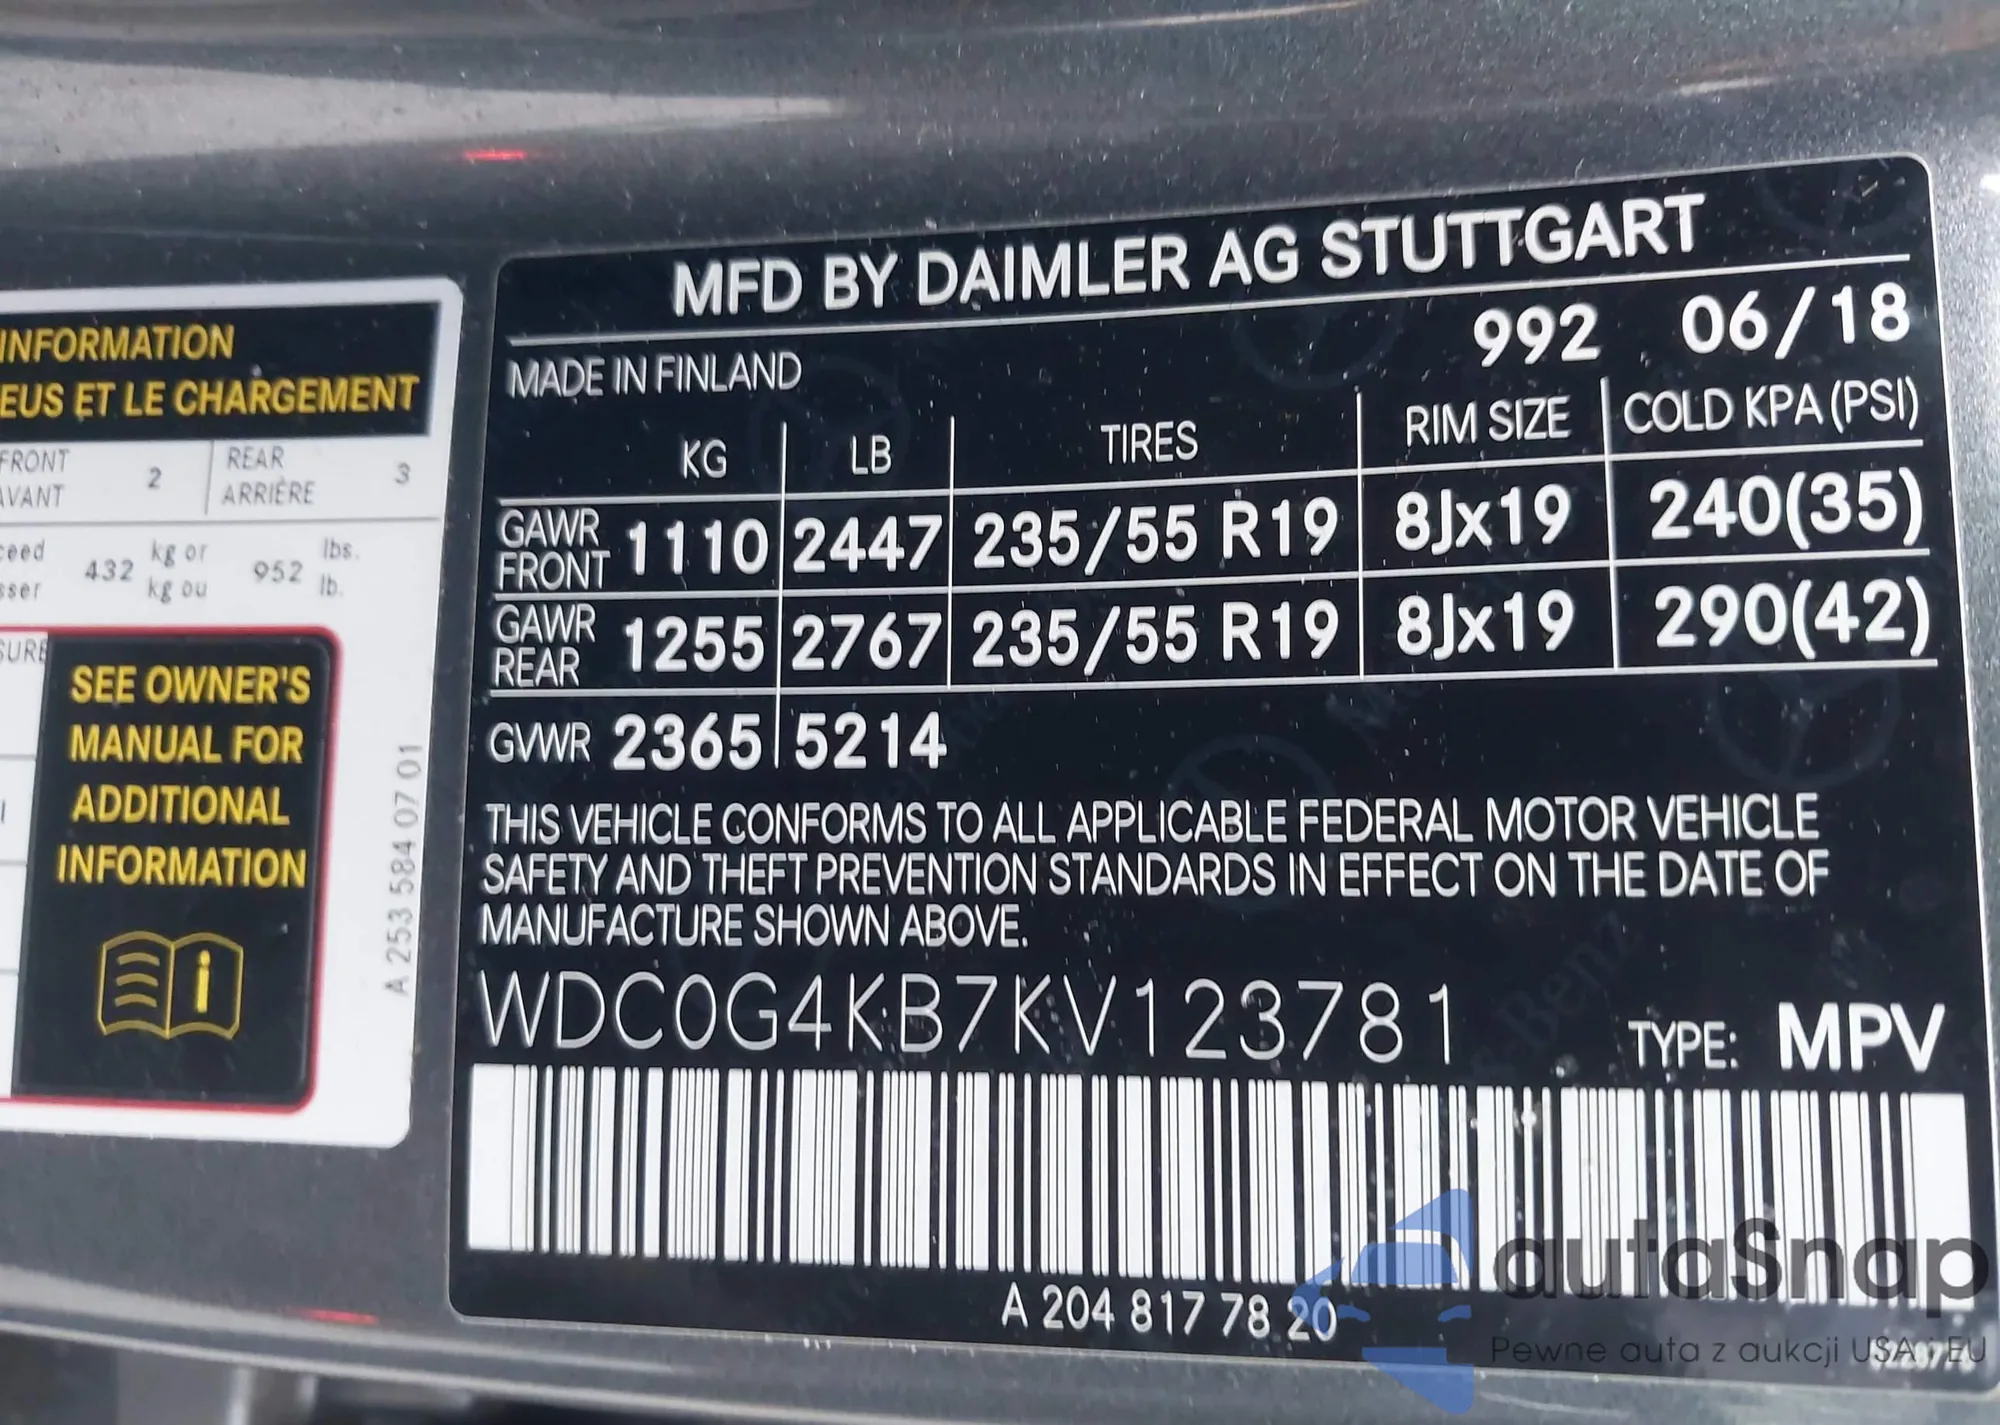 INFORMATION
EUS ET LE CHARGEMENT
FRONT 2 REAR 3
AVANT ARRIÈRE
432 kg or 952 lbs.
kg ou lb.
SEE OWNER'S
MANUAL FOR
ADDITIONAL
INFORMATION
i
A 253 584 07 01
MFD BY DAIMLER AG STUTTGART
MADE IN FINLAND 992 06/18
KG LB TIRES RIM SIZE COLD KPA (PSI)
GAWR FRONT 1110 2447 235/55 R19 8Jx19 240(35)
GAWR REAR 1255 2767 235/55 R19 8Jx19 290(42)
GVWR 2365 5214
THIS VEHICLE CONFORMS TO ALL APPLICABLE FEDERAL MOTOR VEHICLE
SAFETY AND THEFT PREVENTION STANDARDS IN EFFECT ON THE DATE OF
MANUFACTURE SHOWN ABOVE.
WDC0G4KB7KV123781 TYPE: MPV
A 204 817 78 20
autaSnap
Pewne auta z aukcji USA i EU